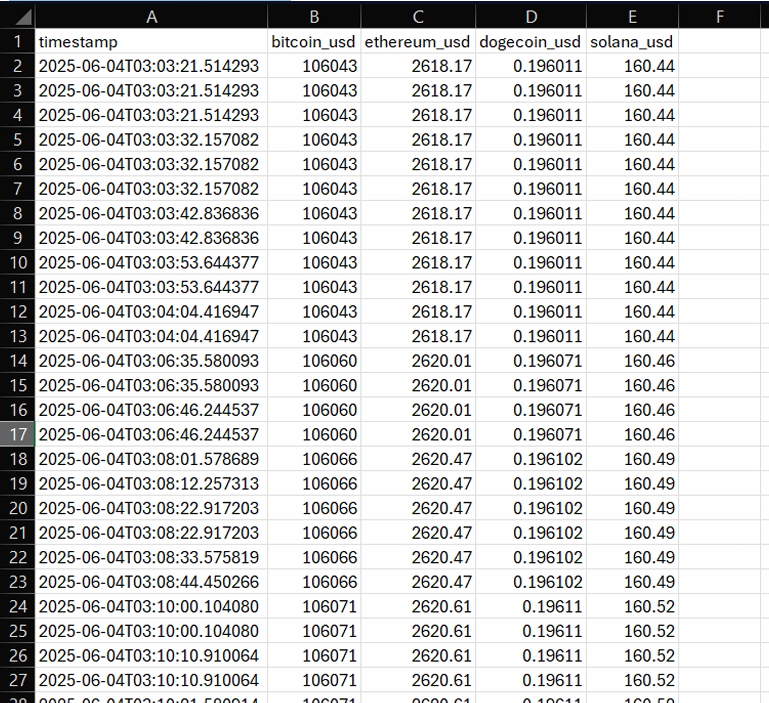 A B C D E F
1 timestamp bitcoin_usd ethereum_usd dogecoin_usd solana_usd
2 2025-06-04T03:03:21.514293 106043 2618.17 0.196011 160.44
3 2025-06-04T03:03:21.514293 106043 2618.17 0.196011 160.44
4 2025-06-04T03:03:21.514293 106043 2618.17 0.196011 160.44
5 2025-06-04T03:03:32.157082 106043 2618.17 0.196011 160.44
6 2025-06-04T03:03:32.157082 106043 2618.17 0.196011 160.44
7 2025-06-04T03:03:32.157082 106043 2618.17 0.196011 160.44
8 2025-06-04T03:03:42.836836 106043 2618.17 0.196011 160.44
9 2025-06-04T03:03:42.836836 106043 2618.17 0.196011 160.44
10 2025-06-04T03:03:53.644377 106043 2618.17 0.196011 160.44
11 2025-06-04T03:03:53.644377 106043 2618.17 0.196011 160.44
12 2025-06-04T03:04:04.416947 106043 2618.17 0.196011 160.44
13 2025-06-04T03:04:04.416947 106043 2618.17 0.196011 160.44
14 2025-06-04T03:06:35.580093 106060 2620.01 0.196071 160.46
15 2025-06-04T03:06:35.580093 106060 2620.01 0.196071 160.46
16 2025-06-04T03:06:46.244537 106060 2620.01 0.196071 160.46
17 2025-06-04T03:06:46.244537 106060 2620.01 0.196071 160.46
18 2025-06-04T03:08:01.578689 106066 2620.47 0.196102 160.49
19 2025-06-04T03:08:12.257313 106066 2620.47 0.196102 160.49
20 2025-06-04T03:08:22.917203 106066 2620.47 0.196102 160.49
21 2025-06-04T03:08:22.917203 106066 2620.47 0.196102 160.49
22 2025-06-04T03:08:33.575819 106066 2620.47 0.196102 160.49
23 2025-06-04T03:08:44.450266 106066 2620.47 0.196102 160.49
24 2025-06-04T03:10:00.104080 106071 2620.61 0.19611 160.52
25 2025-06-04T03:10:00.104080 106071 2620.61 0.19611 160.52
26 2025-06-04T03:10:10.910064 106071 2620.61 0.19611 160.52
27 2025-06-04T03:10:10.910064 106071 2620.61 0.19611 160.52